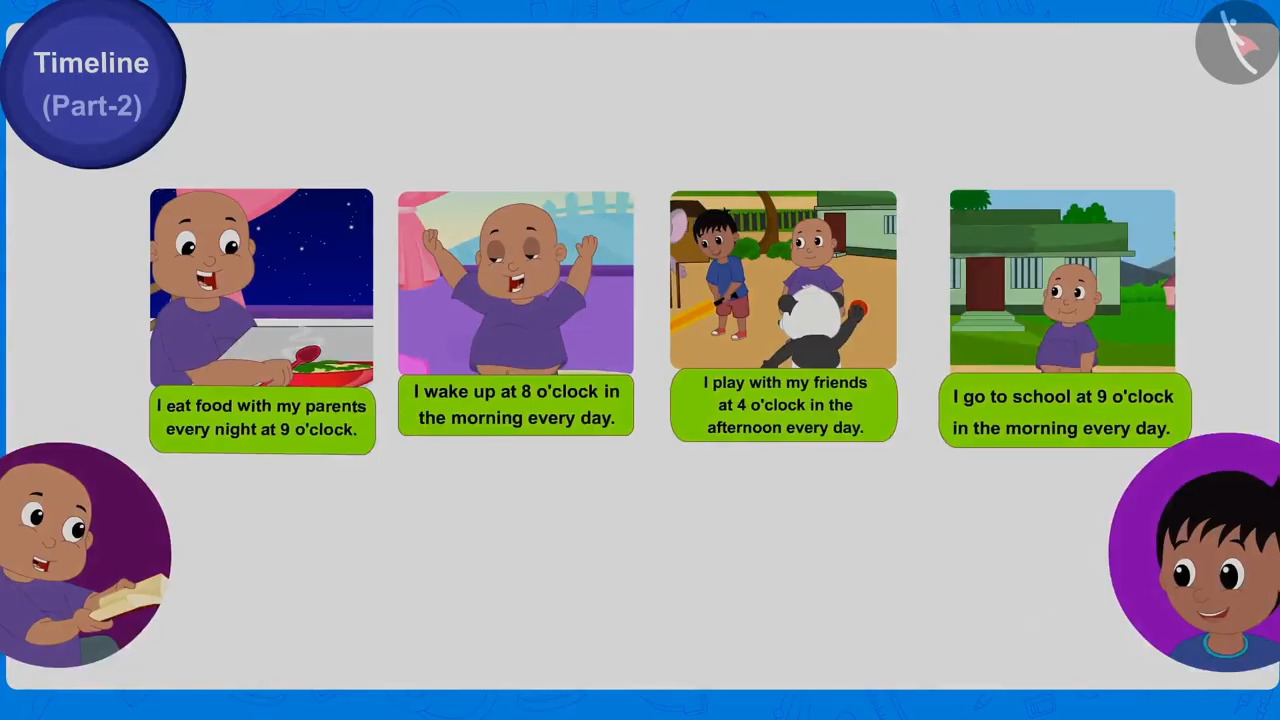 Timeline
(Part-2)
I eat food with my parents
every night at 9 o'clock.
I wake up at 8 o'clock in
the morning every day.
I play with my friends
at 4 o'clock in the
afternoon every day.
I go to school at 9 o'clock
in the morning every day.